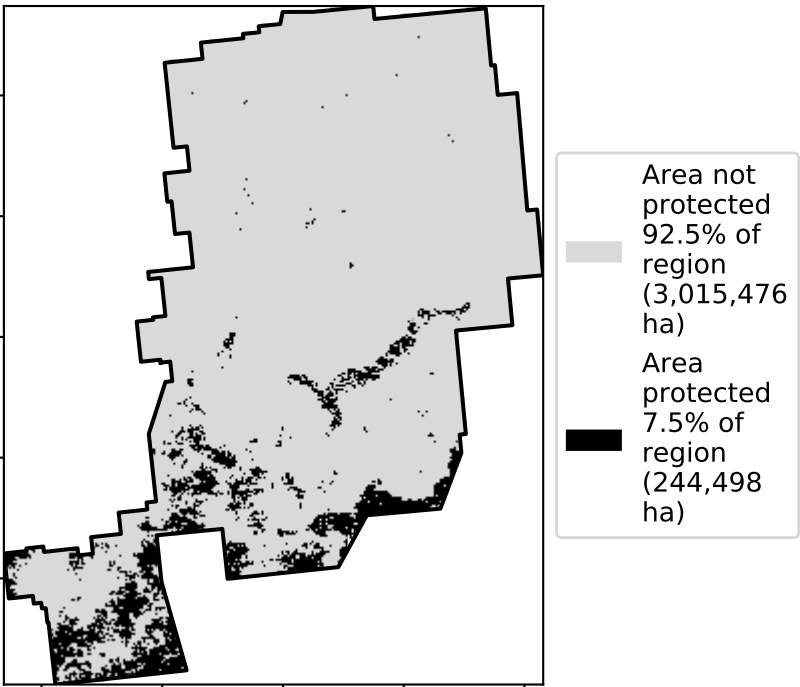 Area not
protected
92.5% of
region
(3,015,476
ha)
Area
protected
7.5% of
region
(244,498
ha)